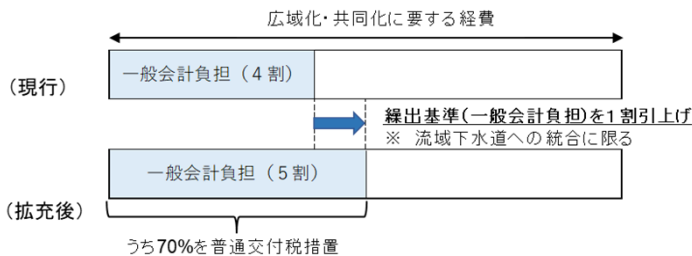 広域化・共同化に要する経費
（現行）
一般会計負担（４割）
繰出基準（一般会計負担）を１割引上げ
※ 流域下水道への統合に限る
（拡充後）
一般会計負担（５割）
うち70％を普通交付税措置